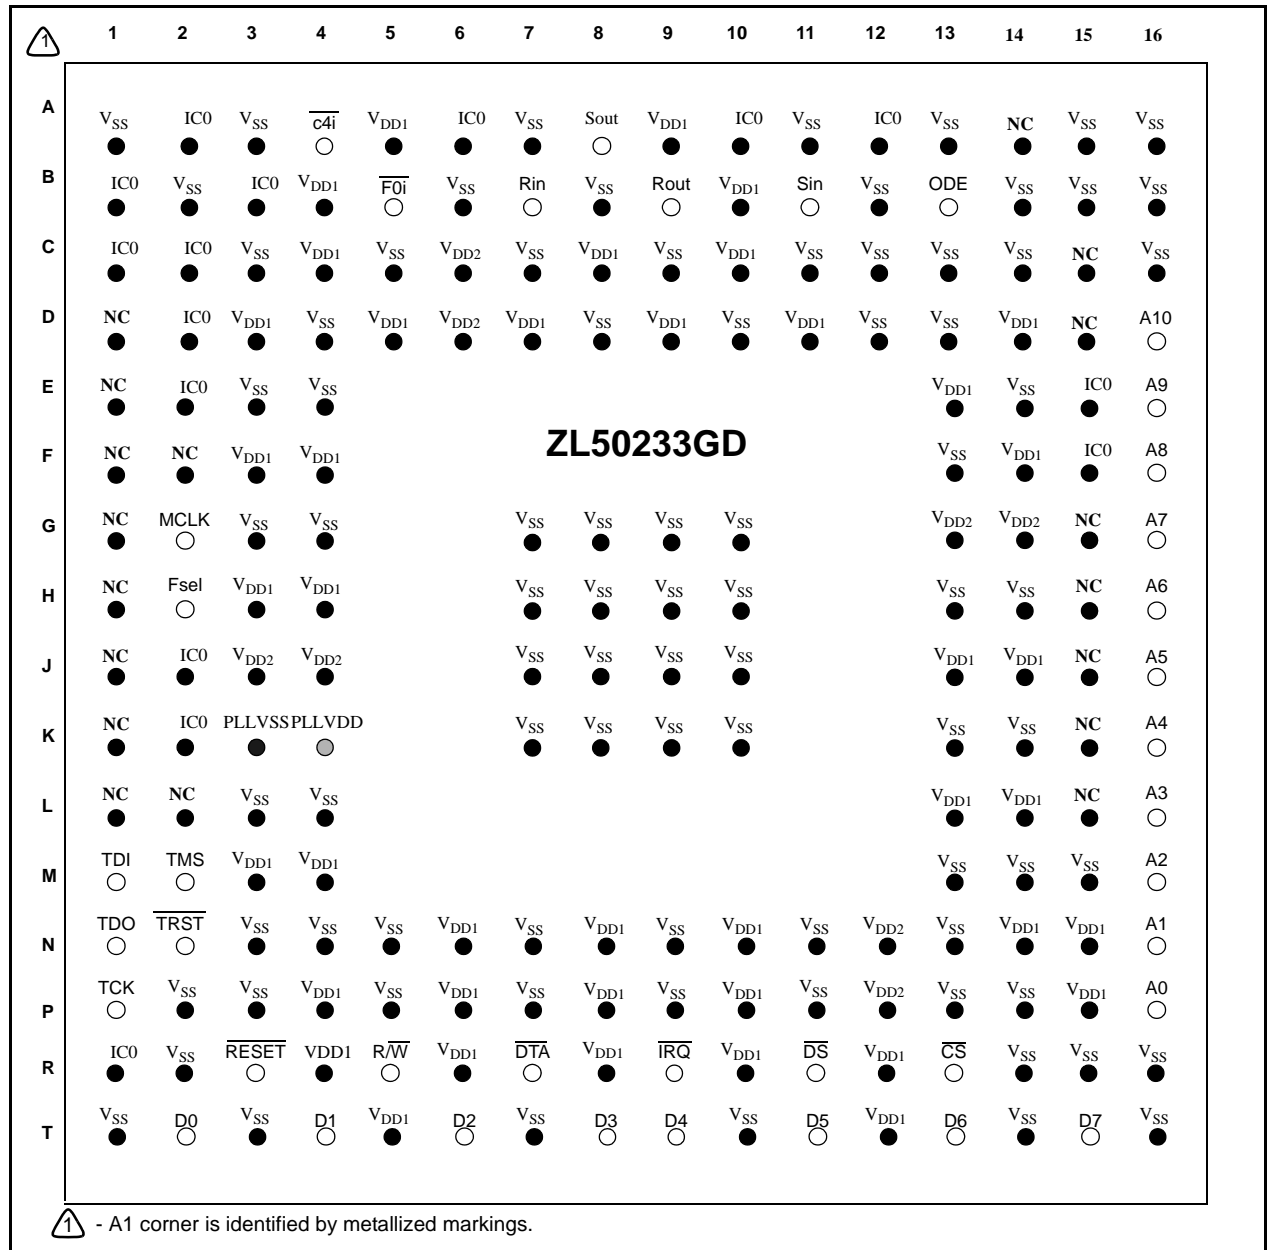 1 1 2 3 4 5 6 7 8 9 10 11 12 13 14 15 16
A VSS IC0 VSS c4i VDD1 IC0 VSS Sout VDD1 IC0 VSS IC0 VSS NC VSS VSS
B IC0 VSS IC0 VDD1 F0i VSS Rin VSS Rout VDD1 Sin VSS ODE VSS VSS VSS
C IC0 IC0 VSS VDD1 VSS VDD2 VSS VDD1 VSS VDD1 VSS VSS VSS VSS NC VSS
D NC IC0 VDD1 VSS VDD1 VDD2 VDD1 VSS VDD1 VSS VDD1 VSS VSS VDD1 NC A10
E NC IC0 VSS VSS VDD1 VSS IC0 A9
ZL50233GD
F NC NC VDD1 VDD1 VSS VDD1 IC0 A8
G NC MCLK VSS VSS VSS VSS VSS VSS VDD2 VDD2 NC A7
H NC Fsel VDD1 VDD1 VSS VSS VSS VSS VSS VSS NC A6
J NC IC0 VDD2 VDD2 VSS VSS VSS VSS VDD1 VDD1 NC A5
K NC IC0 PLLVSS PLLVDD VSS VSS VSS VSS VSS VSS NC A4
L NC NC VSS VSS VDD1 VDD1 NC A3
M TDI TMS VDD1 VDD1 VSS VSS VSS A2
N TDO TRST VSS VSS VSS VDD1 VSS VDD1 VSS VDD1 VSS VDD2 VSS VDD1 VDD1 A1
P TCK VSS VSS VDD1 VSS VDD1 VSS VDD1 VSS VDD1 VSS VDD2 VSS VSS VDD1 A0
R IC0 VSS RESET VDD1 R/W VDD1 DTA VDD1 IRQ VDD1 DS VDD1 CS VSS VSS VSS
T VSS D0 VSS D1 VDD1 D2 VSS D3 D4 VSS D5 VDD1 D6 VSS D7 VSS
1 - A1 corner is identified by metallized markings.